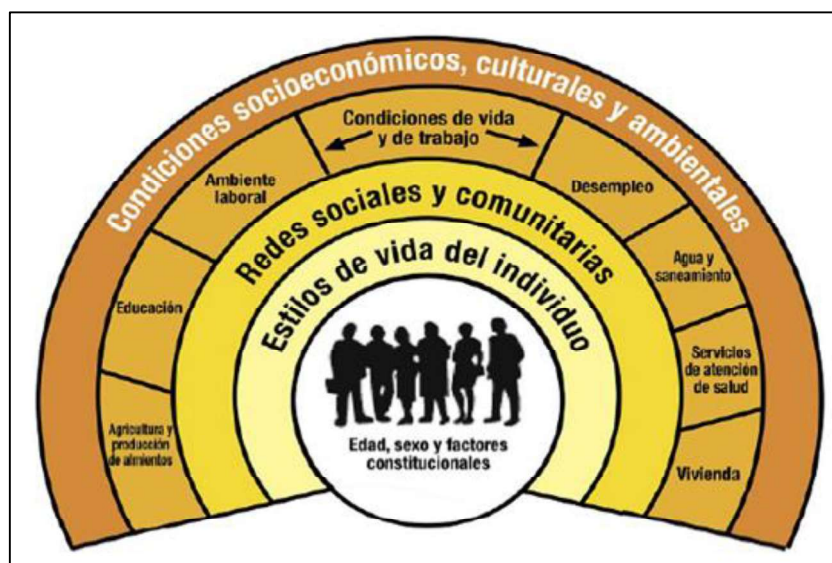 Condiciones socioeconómicos, culturales y ambientales
Condiciones de vida
y de trabajo
Ambiente
laboral
Desempleo
Educación
Agua y
saneamiento
Agricultura y
producción
de alimientos
Servicios
de atención
de salud
Vivienda
Redes sociales y comunitarias
Estilos de vida del individuo
Edad, sexo y factores
constitucionales